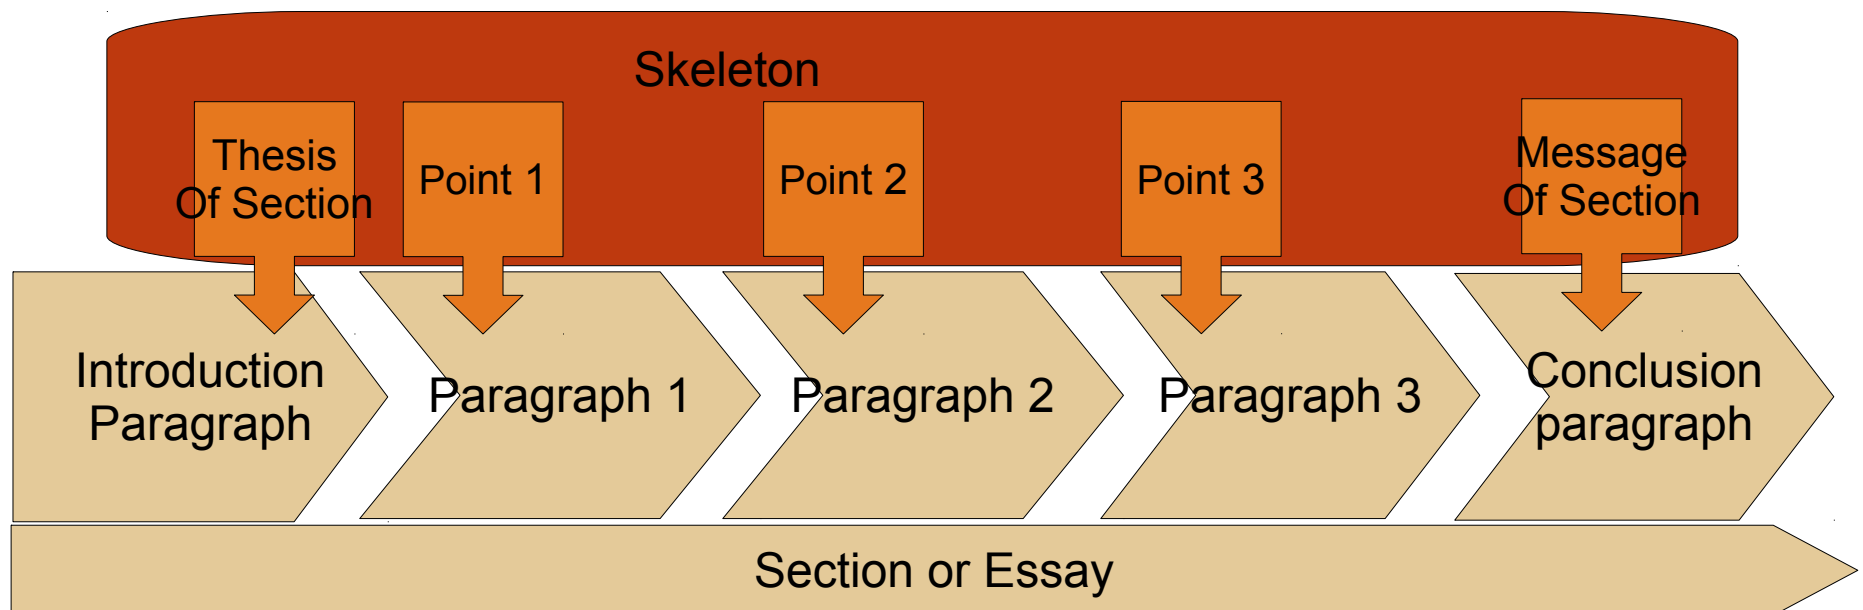 Skeleton
Thesis
Of Section
Point 1
Point 2
Point 3
Message
Of Section
Introduction
Paragraph
Paragraph 1
Paragraph 2
Paragraph 3
Conclusion
paragraph
Section or Essay